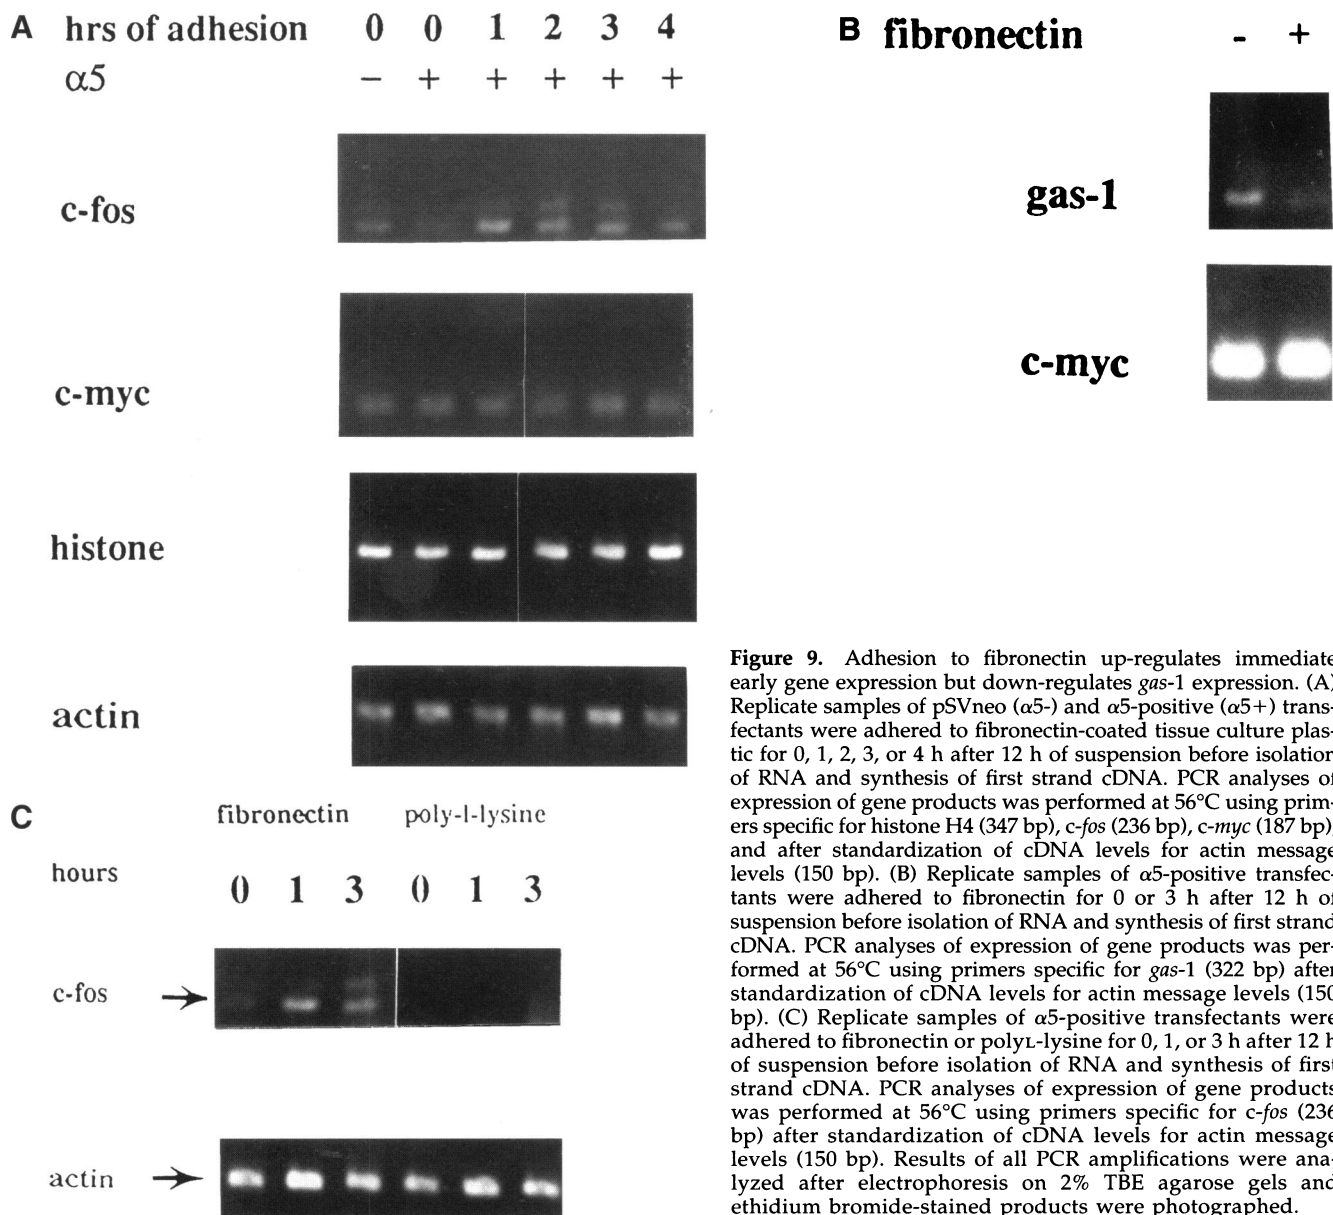 A hrs of adhesion 0 0 1 2 3 4
α5 − + + + + +
c-fos
c-myc
histone
actin
B fibronectin - +
gas-1
c-myc
C fibronectin poly-l-lysine
hours 0 1 3 0 1 3
c-fos
actin
Figure 9. Adhesion to fibronectin up-regulates immediate
early gene expression but down-regulates gas-1 expression. (A)
Replicate samples of pSVneo (α5-) and α5-positive (α5+) trans-
fectants were adhered to fibronectin-coated tissue culture plas-
tic for 0, 1, 2, 3, or 4 h after 12 h of suspension before isolation
of RNA and synthesis of first strand cDNA. PCR analyses of
expression of gene products was performed at 56°C using prim-
ers specific for histone H4 (347 bp), c-fos (236 bp), c-myc (187 bp),
and after standardization of cDNA levels for actin message
levels (150 bp). (B) Replicate samples of α5-positive transfec-
tants were adhered to fibronectin for 0 or 3 h after 12 h of
suspension before isolation of RNA and synthesis of first strand
cDNA. PCR analyses of expression of gene products was per-
formed at 56°C using primers specific for gas-1 (322 bp) after
standardization of cDNA levels for actin message levels (150
bp). (C) Replicate samples of α5-positive transfectants were
adhered to fibronectin or polyL-lysine for 0, 1, or 3 h after 12 h
of suspension before isolation of RNA and synthesis of first
strand cDNA. PCR analyses of expression of gene products
was performed at 56°C using primers specific for c-fos (236
bp) after standardization of cDNA levels for actin message
levels (150 bp). Results of all PCR amplifications were ana-
lyzed after electrophoresis on 2% TBE agarose gels and
ethidium bromide-stained products were photographed.